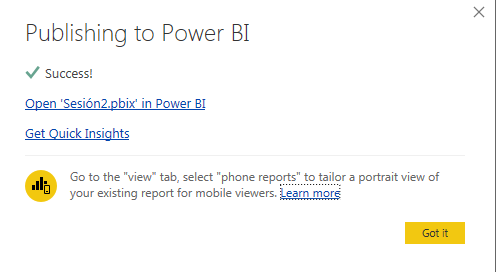 Publishing to Power BI
Success!
Open 'Sesión2.pbix' in Power BI
Get Quick Insights
Go to the "view" tab, select "phone reports" to tailor a portrait view of
your existing report for mobile viewers. Learn more
Got it